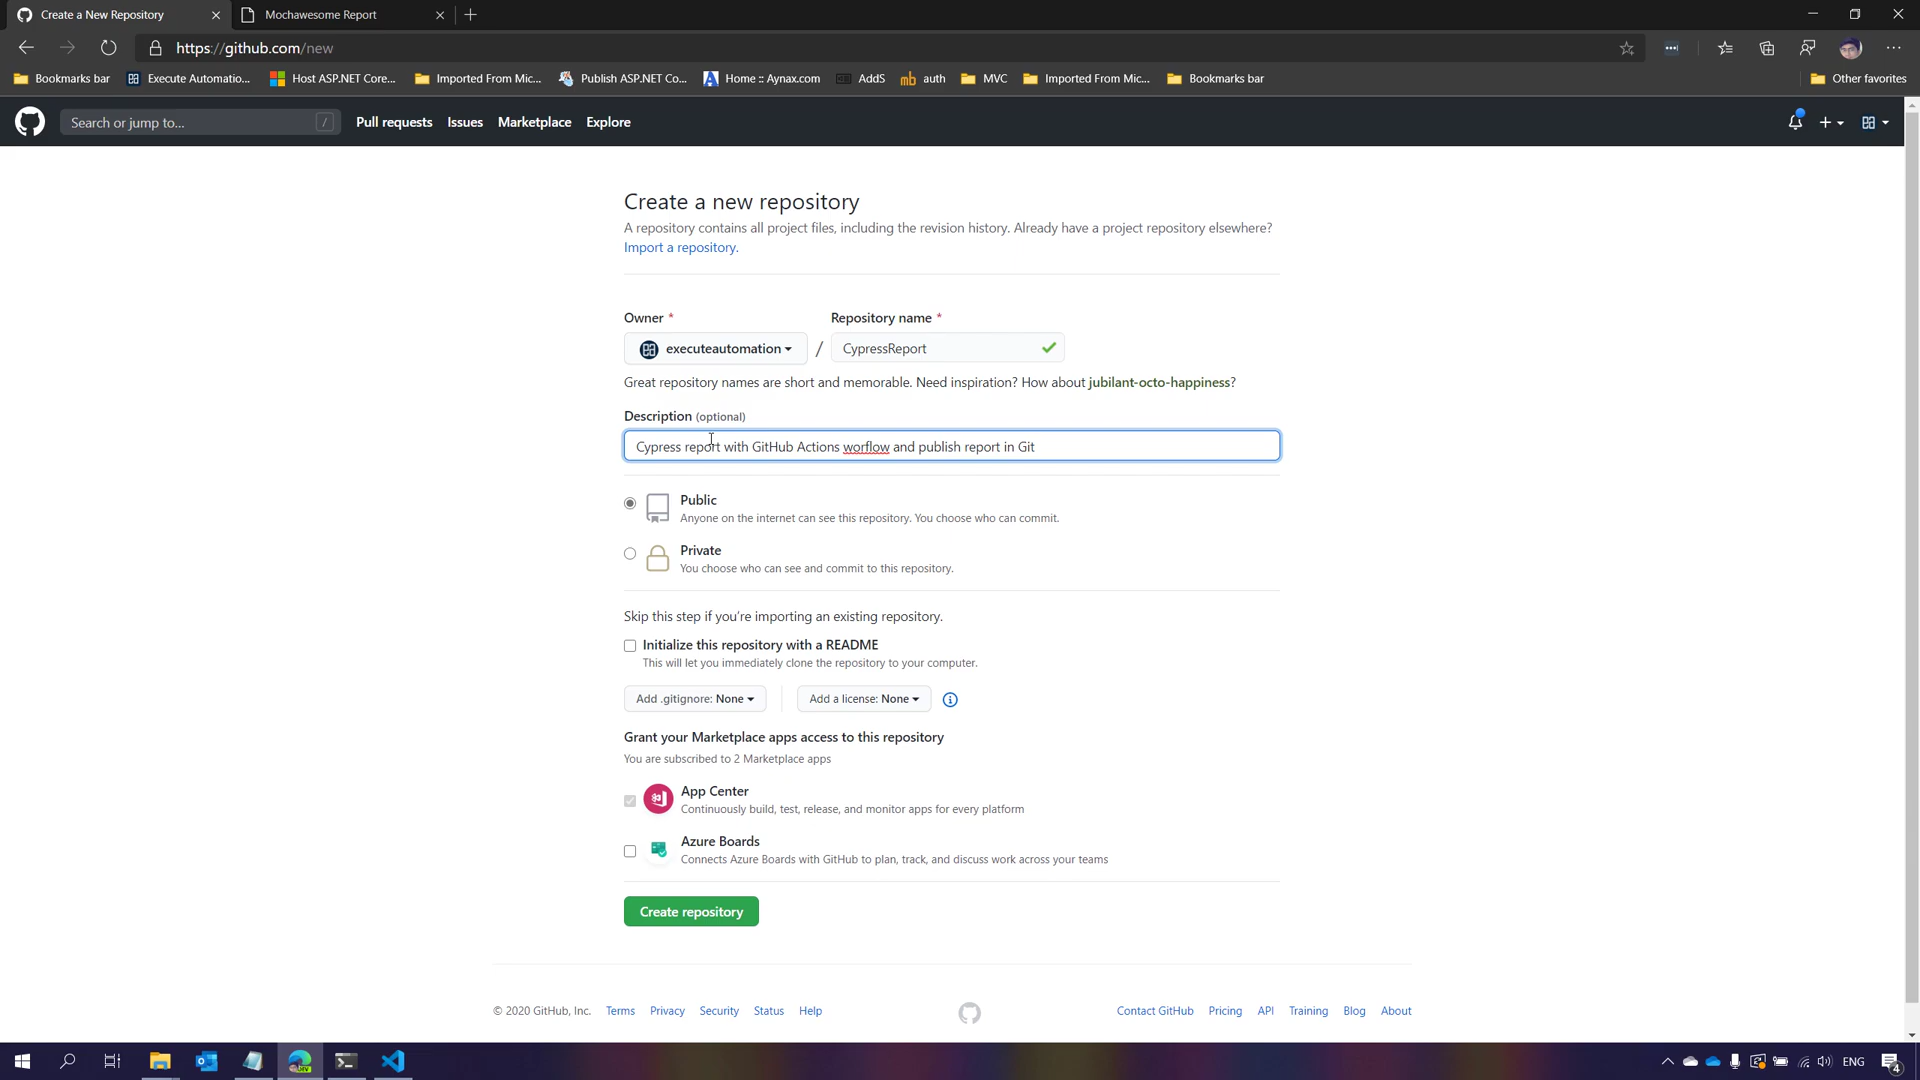 Create a New Repository
Mochawesome Report
https://github.com/new
Bookmarks bar
Execute Automatio...
Host ASP.NET Core...
Imported From Mic...
Publish ASP.NET Co...
Home :: Aynax.com
AddS
auth
MVC
Imported From Mic...
Bookmarks bar
Other favorites
Search or jump to...
/
Pull requests
Issues
Marketplace
Explore
Create a new repository
A repository contains all project files, including the revision history. Already have a project repository elsewhere?
Import a repository.
Owner *
Repository name *
executeautomation
/
CypressReport
Great repository names are short and memorable. Need inspiration? How about jubilant-octo-happiness?
Description (optional)
Cypress report with GitHub Actions worflow and publish report in Git
Public
Anyone on the internet can see this repository. You choose who can commit.
Private
You choose who can see and commit to this repository.
Skip this step if you're importing an existing repository.
Initialize this repository with a README
This will let you immediately clone the repository to your computer.
Add .gitignore: None
Add a license: None
Grant your Marketplace apps access to this repository
You are subscribed to 2 Marketplace apps
App Center
Continuously build, test, release, and monitor apps for every platform
Azure Boards
Connects Azure Boards with GitHub to plan, track, and discuss work across your teams
Create repository
© 2020 GitHub, Inc.
Terms
Privacy
Security
Status
Help
Contact GitHub
Pricing
API
Training
Blog
About
ENG
4